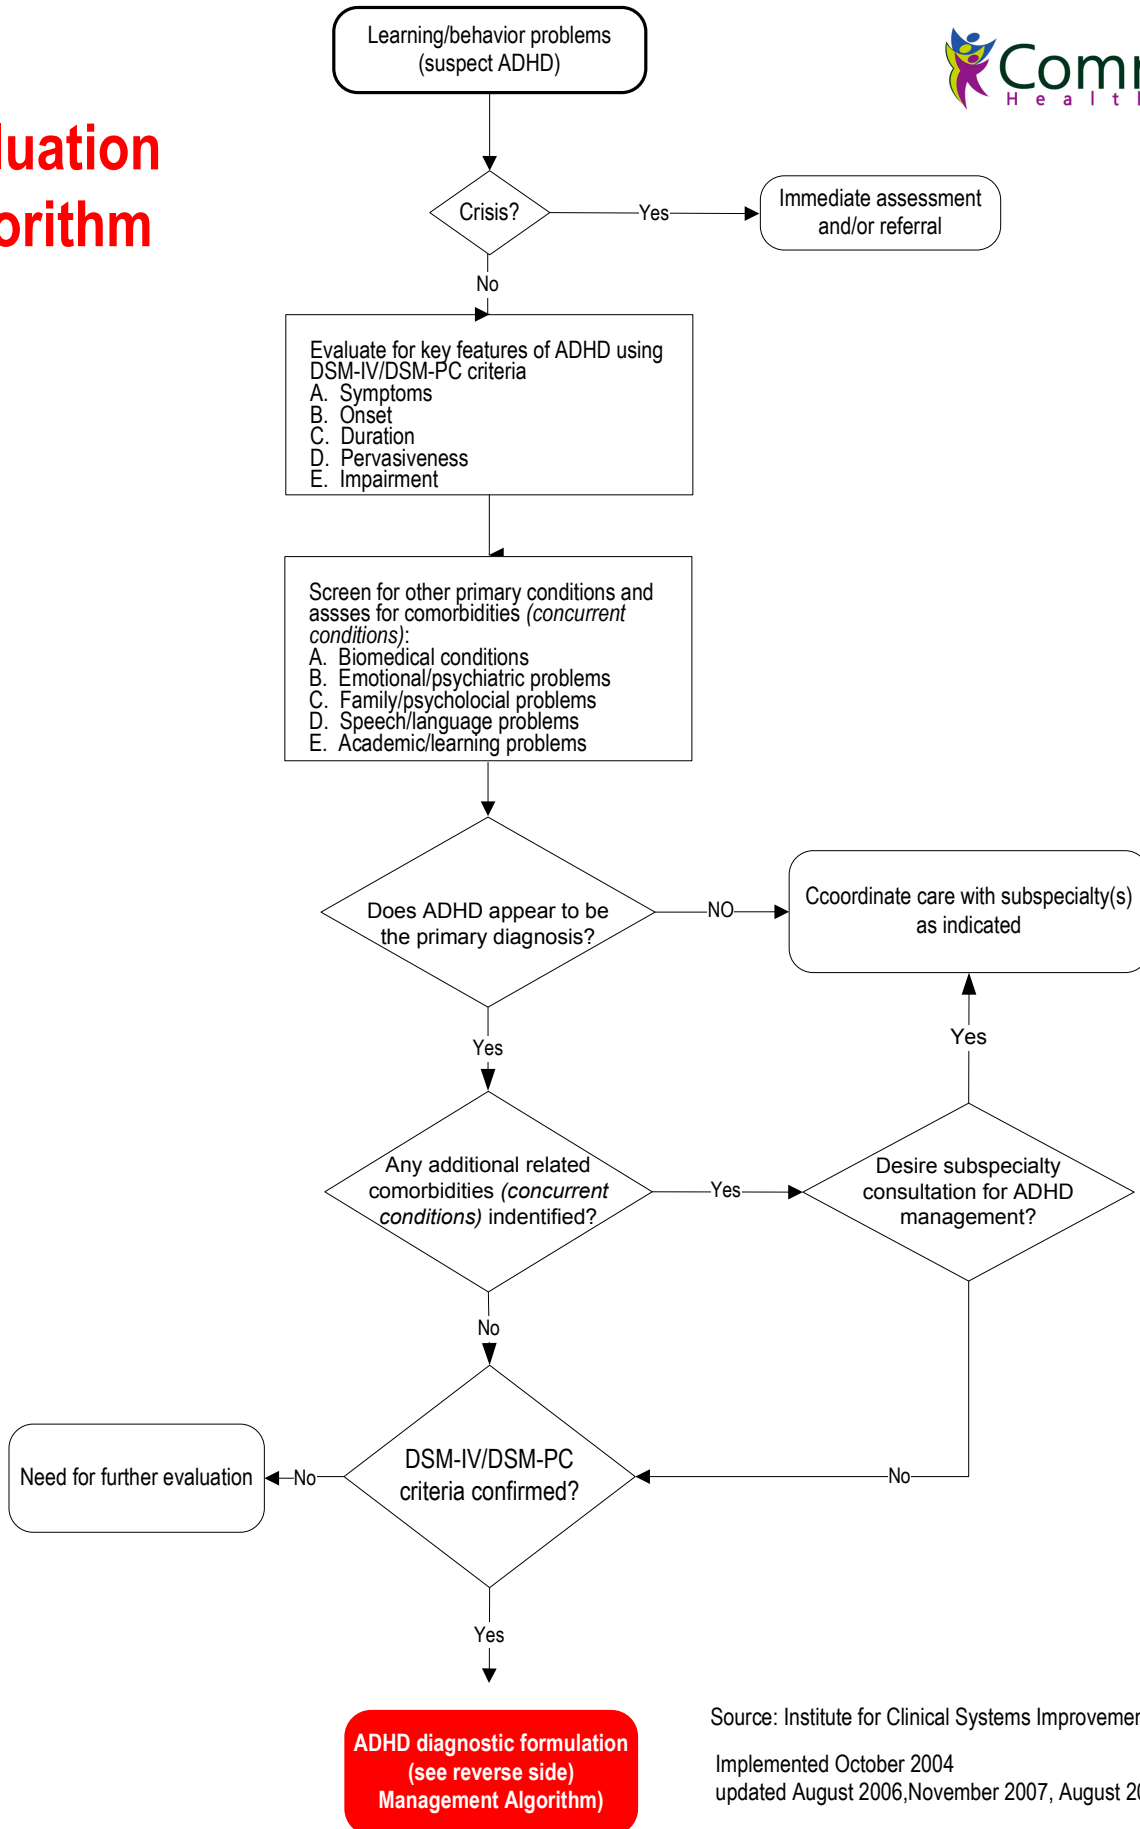 Learning/behavior problems
(suspect ADHD)
Comm
Healt
luation
orithm
Crisis?
Yes
Immediate assessment
and/or referral
No
Evaluate for key features of ADHD using
DSM-IV/DSM-PC criteria
A. Symptoms
B. Onset
C. Duration
D. Pervasiveness
E. Impairment
Screen for other primary conditions and
assses for comorbidities (concurrent
conditions):
A. Biomedical conditions
B. Emotional/psychiatric problems
C. Family/psycholocial problems
D. Speech/language problems
E. Academic/learning problems
Does ADHD appear to be
the primary diagnosis?
NO
Ccoordinate care with subspecialty(s)
as indicated
Yes
Yes
Any additional related
comorbidities (concurrent
conditions) indentified?
Yes
Desire subspecialty
consultation for ADHD
management?
No
DSM-IV/DSM-PC
criteria confirmed?
No
Need for further evaluation
No
Yes
ADHD diagnostic formulation
(see reverse side)
Management Algorithm)
Source: Institute for Clinical Systems Improvemen
Implemented October 2004
updated August 2006,November 2007, August 20